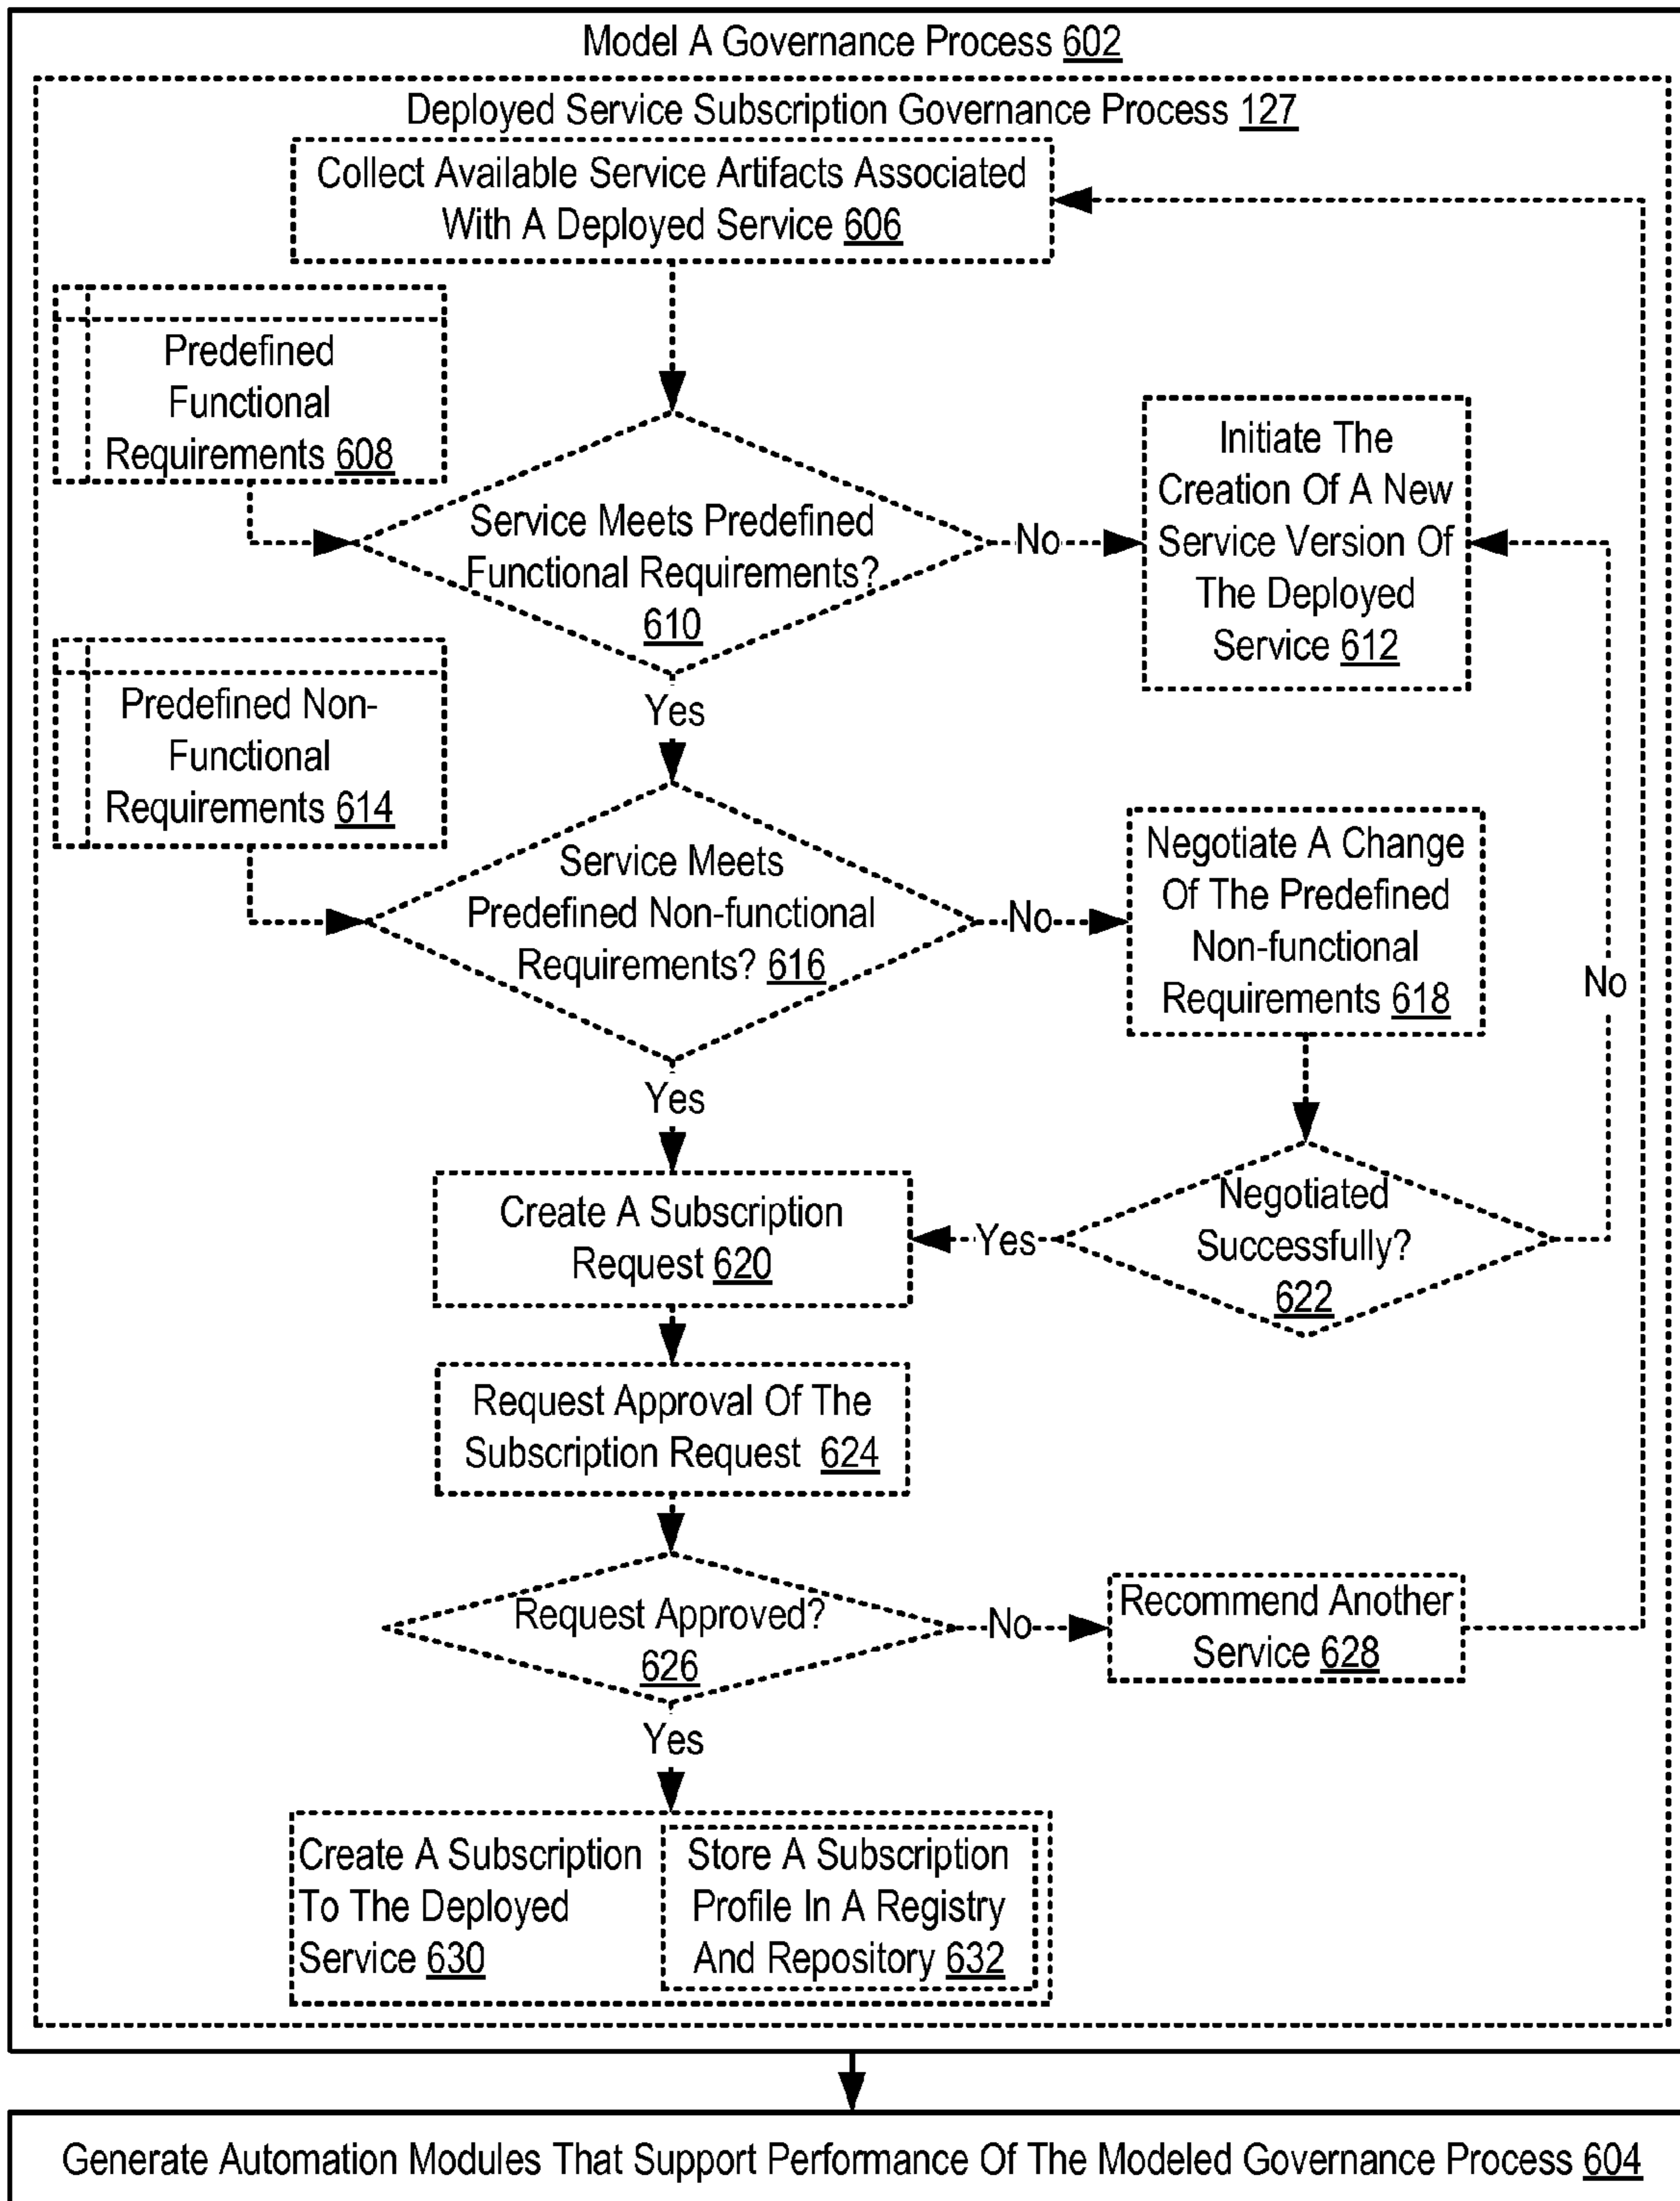 Model A Governance Process 602
Deployed Service Subscription Governance Process 127
Collect Available Service Artifacts Associated
With A Deployed Service 606
Predefined
Functional
Requirements 608
Service Meets Predefined
Functional Requirements?
610
No
Initiate The
Creation Of A New
Service Version Of
The Deployed
Service 612
Yes
Predefined Non-
Functional
Requirements 614
Service Meets
Predefined Non-functional
Requirements? 616
No
Negotiate A Change
Of The Predefined
Non-functional
Requirements 618
No
Yes
Create A Subscription
Request 620
Yes
Negotiated
Successfully?
622
Request Approval Of The
Subscription Request 624
Request Approved?
626
No
Recommend Another
Service 628
Yes
Create A Subscription
To The Deployed
Service 630
Store A Subscription
Profile In A Registry
And Repository 632
Generate Automation Modules That Support Performance Of The Modeled Governance Process 604